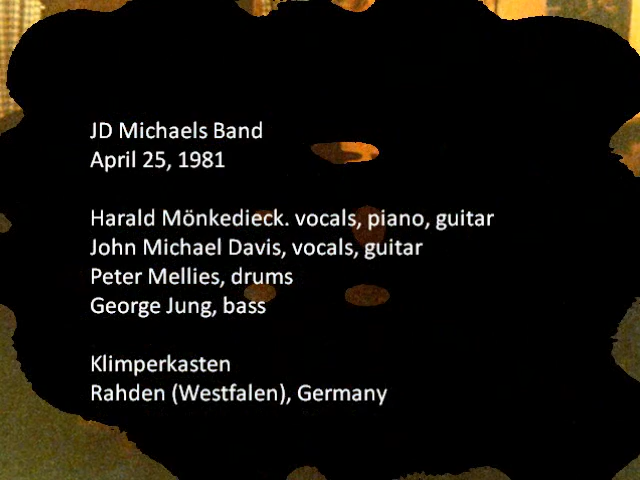 JD Michaels Band
April 25, 1981
Harald Mönkedieck. vocals, piano, guitar
John Michael Davis, vocals, guitar
Peter Mellies, drums
George Jung, bass
Klimperkasten
Rahden (Westfalen), Germany